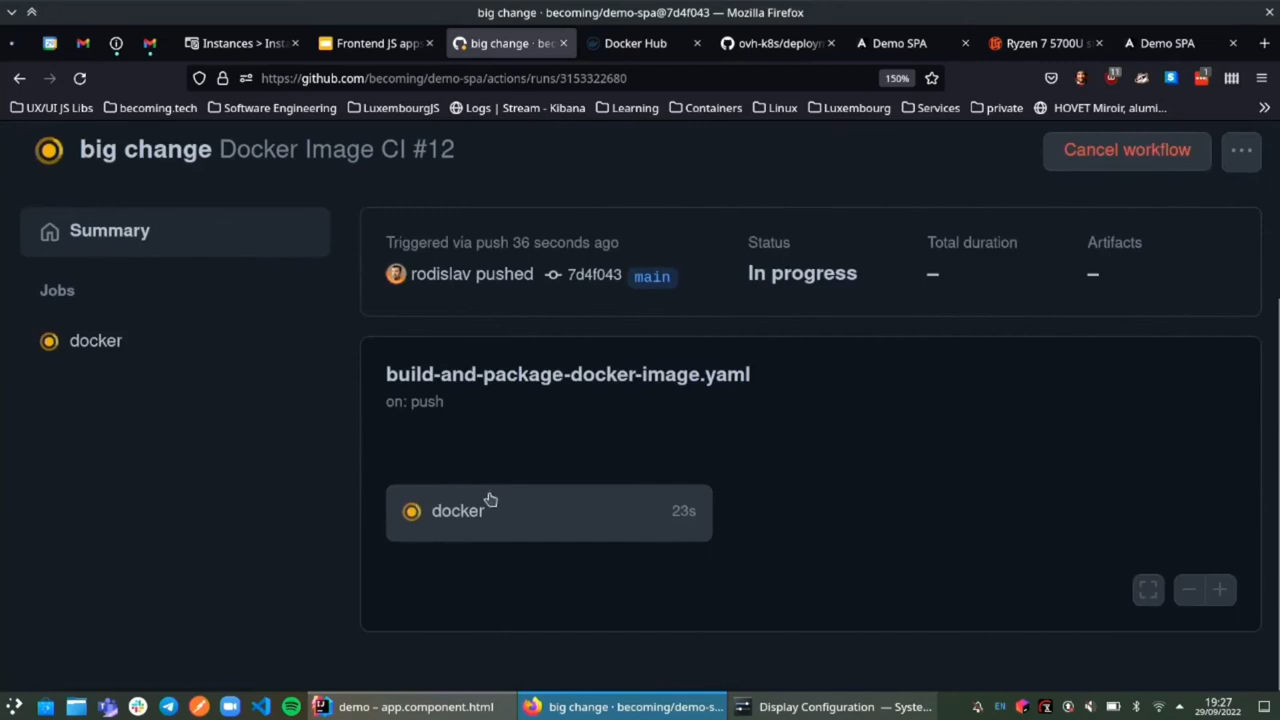 big change · becoming/demo-spa@7d4f043 — Mozilla Firefox
Instances > Inst
Frontend JS apps
big change · bec
Docker Hub
ovh-k8s/deploym
Demo SPA
Ryzen 7 5700U s
Demo SPA
https://github.com/becoming/demo-spa/actions/runs/3153322680
150%
11
1
UX/UI JS Libs
becoming.tech
Software Engineering
LuxembourgJS
Logs | Stream - Kibana
Learning
Containers
Linux
Luxembourg
Services
private
HOVET Miroir, alumi...
big change Docker Image CI #12
Cancel workflow
Summary
Jobs
docker
Triggered via push 36 seconds ago
rodislav pushed 7d4f043 main
Status
In progress
Total duration
–
Artifacts
–
build-and-package-docker-image.yaml
on: push
docker 23s
demo – app.component.html
big change · becoming/demo-s...
Display Configuration — Syste...
EN
19:27
29/09/2022